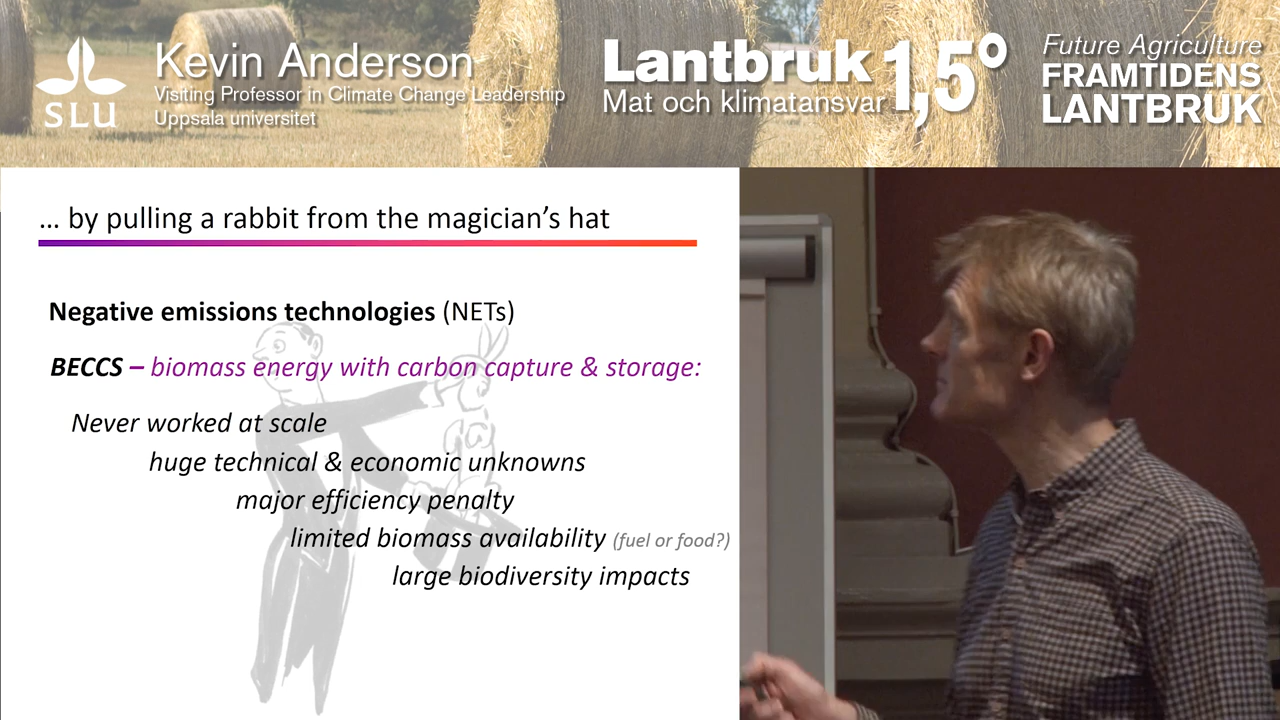 SLU
Kevin Anderson
Visiting Professor in Climate Change Leadership
Uppsala universitet
Lantbruk 1,5°
Mat och klimatansvar
Future Agriculture
FRAMTIDENS
LANTBRUK
... by pulling a rabbit from the magician’s hat
Negative emissions technologies (NETs)
BECCS – biomass energy with carbon capture & storage:
Never worked at scale
huge technical & economic unknowns
major efficiency penalty
limited biomass availability (fuel or food?)
large biodiversity impacts